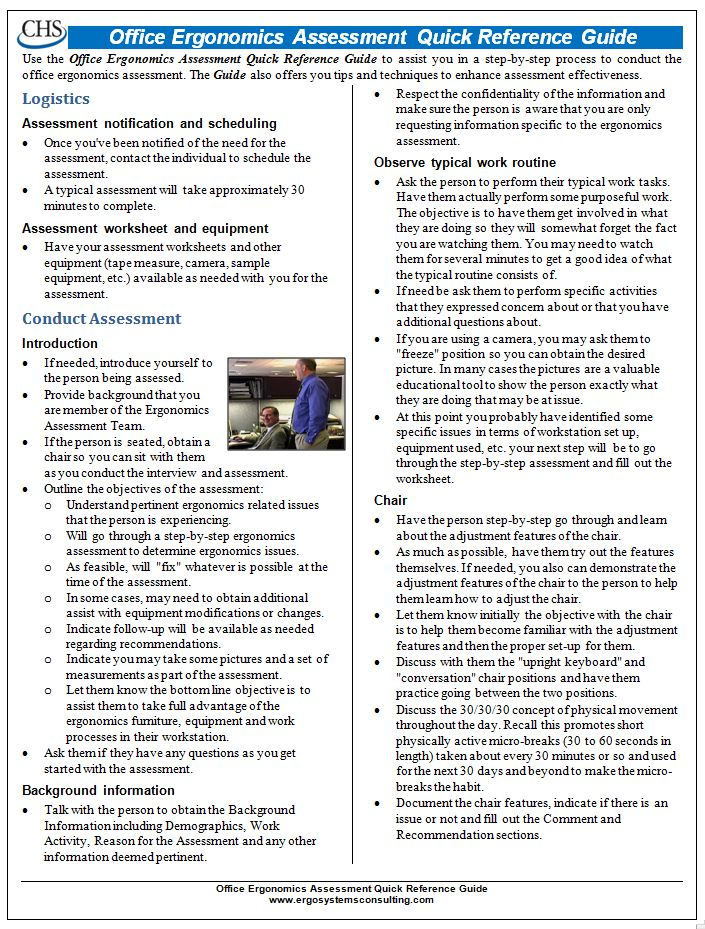 CHS
Office Ergonomics Assessment Quick Reference Guide
Use the Office Ergonomics Assessment Quick Reference Guide to assist you in a step-by-step process to conduct the
office ergonomics assessment. The Guide also offers you tips and techniques to enhance assessment effectiveness.
Logistics
Assessment notification and scheduling
• Once you've been notified of the need for the
assessment, contact the individual to schedule the
assessment.
• A typical assessment will take approximately 30
minutes to complete.
Assessment worksheet and equipment
• Have your assessment worksheets and other
equipment (tape measure, camera, sample
equipment, etc.) available as needed with you for the
assessment.
Conduct Assessment
Introduction
• If needed, introduce yourself to
the person being assessed.
• Provide background that you
are member of the Ergonomics
Assessment Team.
• If the person is seated, obtain a
chair so you can sit with them
as you conduct the interview and assessment.
• Outline the objectives of the assessment:
o Understand pertinent ergonomics related issues
that the person is experiencing.
o Will go through a step-by-step ergonomics
assessment to determine ergonomics issues.
o As feasible, will "fix" whatever is possible at the
time of the assessment.
o In some cases, may need to obtain additional
assist with equipment modifications or changes.
o Indicate follow-up will be available as needed
regarding recommendations.
o Indicate you may take some pictures and a set of
measurements as part of the assessment.
o Let them know the bottom line objective is to
assist them to take full advantage of the
ergonomics furniture, equipment and work
processes in their workstation.
• Ask them if they have any questions as you get
started with the assessment.
Background information
• Talk with the person to obtain the Background
Information including Demographics, Work
Activity, Reason for the Assessment and any other
information deemed pertinent.
• Respect the confidentiality of the information and
make sure the person is aware that you are only
requesting information specific to the ergonomics
assessment.
Observe typical work routine
• Ask the person to perform their typical work tasks.
Have them actually perform some purposeful work.
The objective is to have them get involved in what
they are doing so they will somewhat forget the fact
you are watching them. You may need to watch
them for several minutes to get a good idea of what
the typical routine consists of.
• If need be ask them to perform specific activities
that they expressed concern about or that you have
additional questions about.
• If you are using a camera, you may ask them to
"freeze" position so you can obtain the desired
picture. In many cases the pictures are a valuable
educational tool to show the person exactly what
they are doing that may be at issue.
• At this point you probably have identified some
specific issues in terms of workstation set up,
equipment used, etc. your next step will be to go
through the step-by-step assessment and fill out the
worksheet.
Chair
• Have the person step-by-step go through and learn
about the adjustment features of the chair.
• As much as possible, have them try out the features
themselves. If needed, you also can demonstrate the
adjustment features of the chair to the person to help
them learn how to adjust the chair.
• Let them know initially the objective with the chair
is to help them become familiar with the adjustment
features and then the proper set-up for them.
• Discuss with them the "upright keyboard" and
"conversation" chair positions and have them
practice going between the two positions.
• Discuss the 30/30/30 concept of physical movement
throughout the day. Recall this promotes short
physically active micro-breaks (30 to 60 seconds in
length) taken about every 30 minutes or so and used
for the next 30 days and beyond to make the micro-
breaks the habit.
• Document the chair features, indicate if there is an
issue or not and fill out the Comment and
Recommendation sections.
Office Ergonomics Assessment Quick Reference Guide
www.ergosystemsconsulting.com